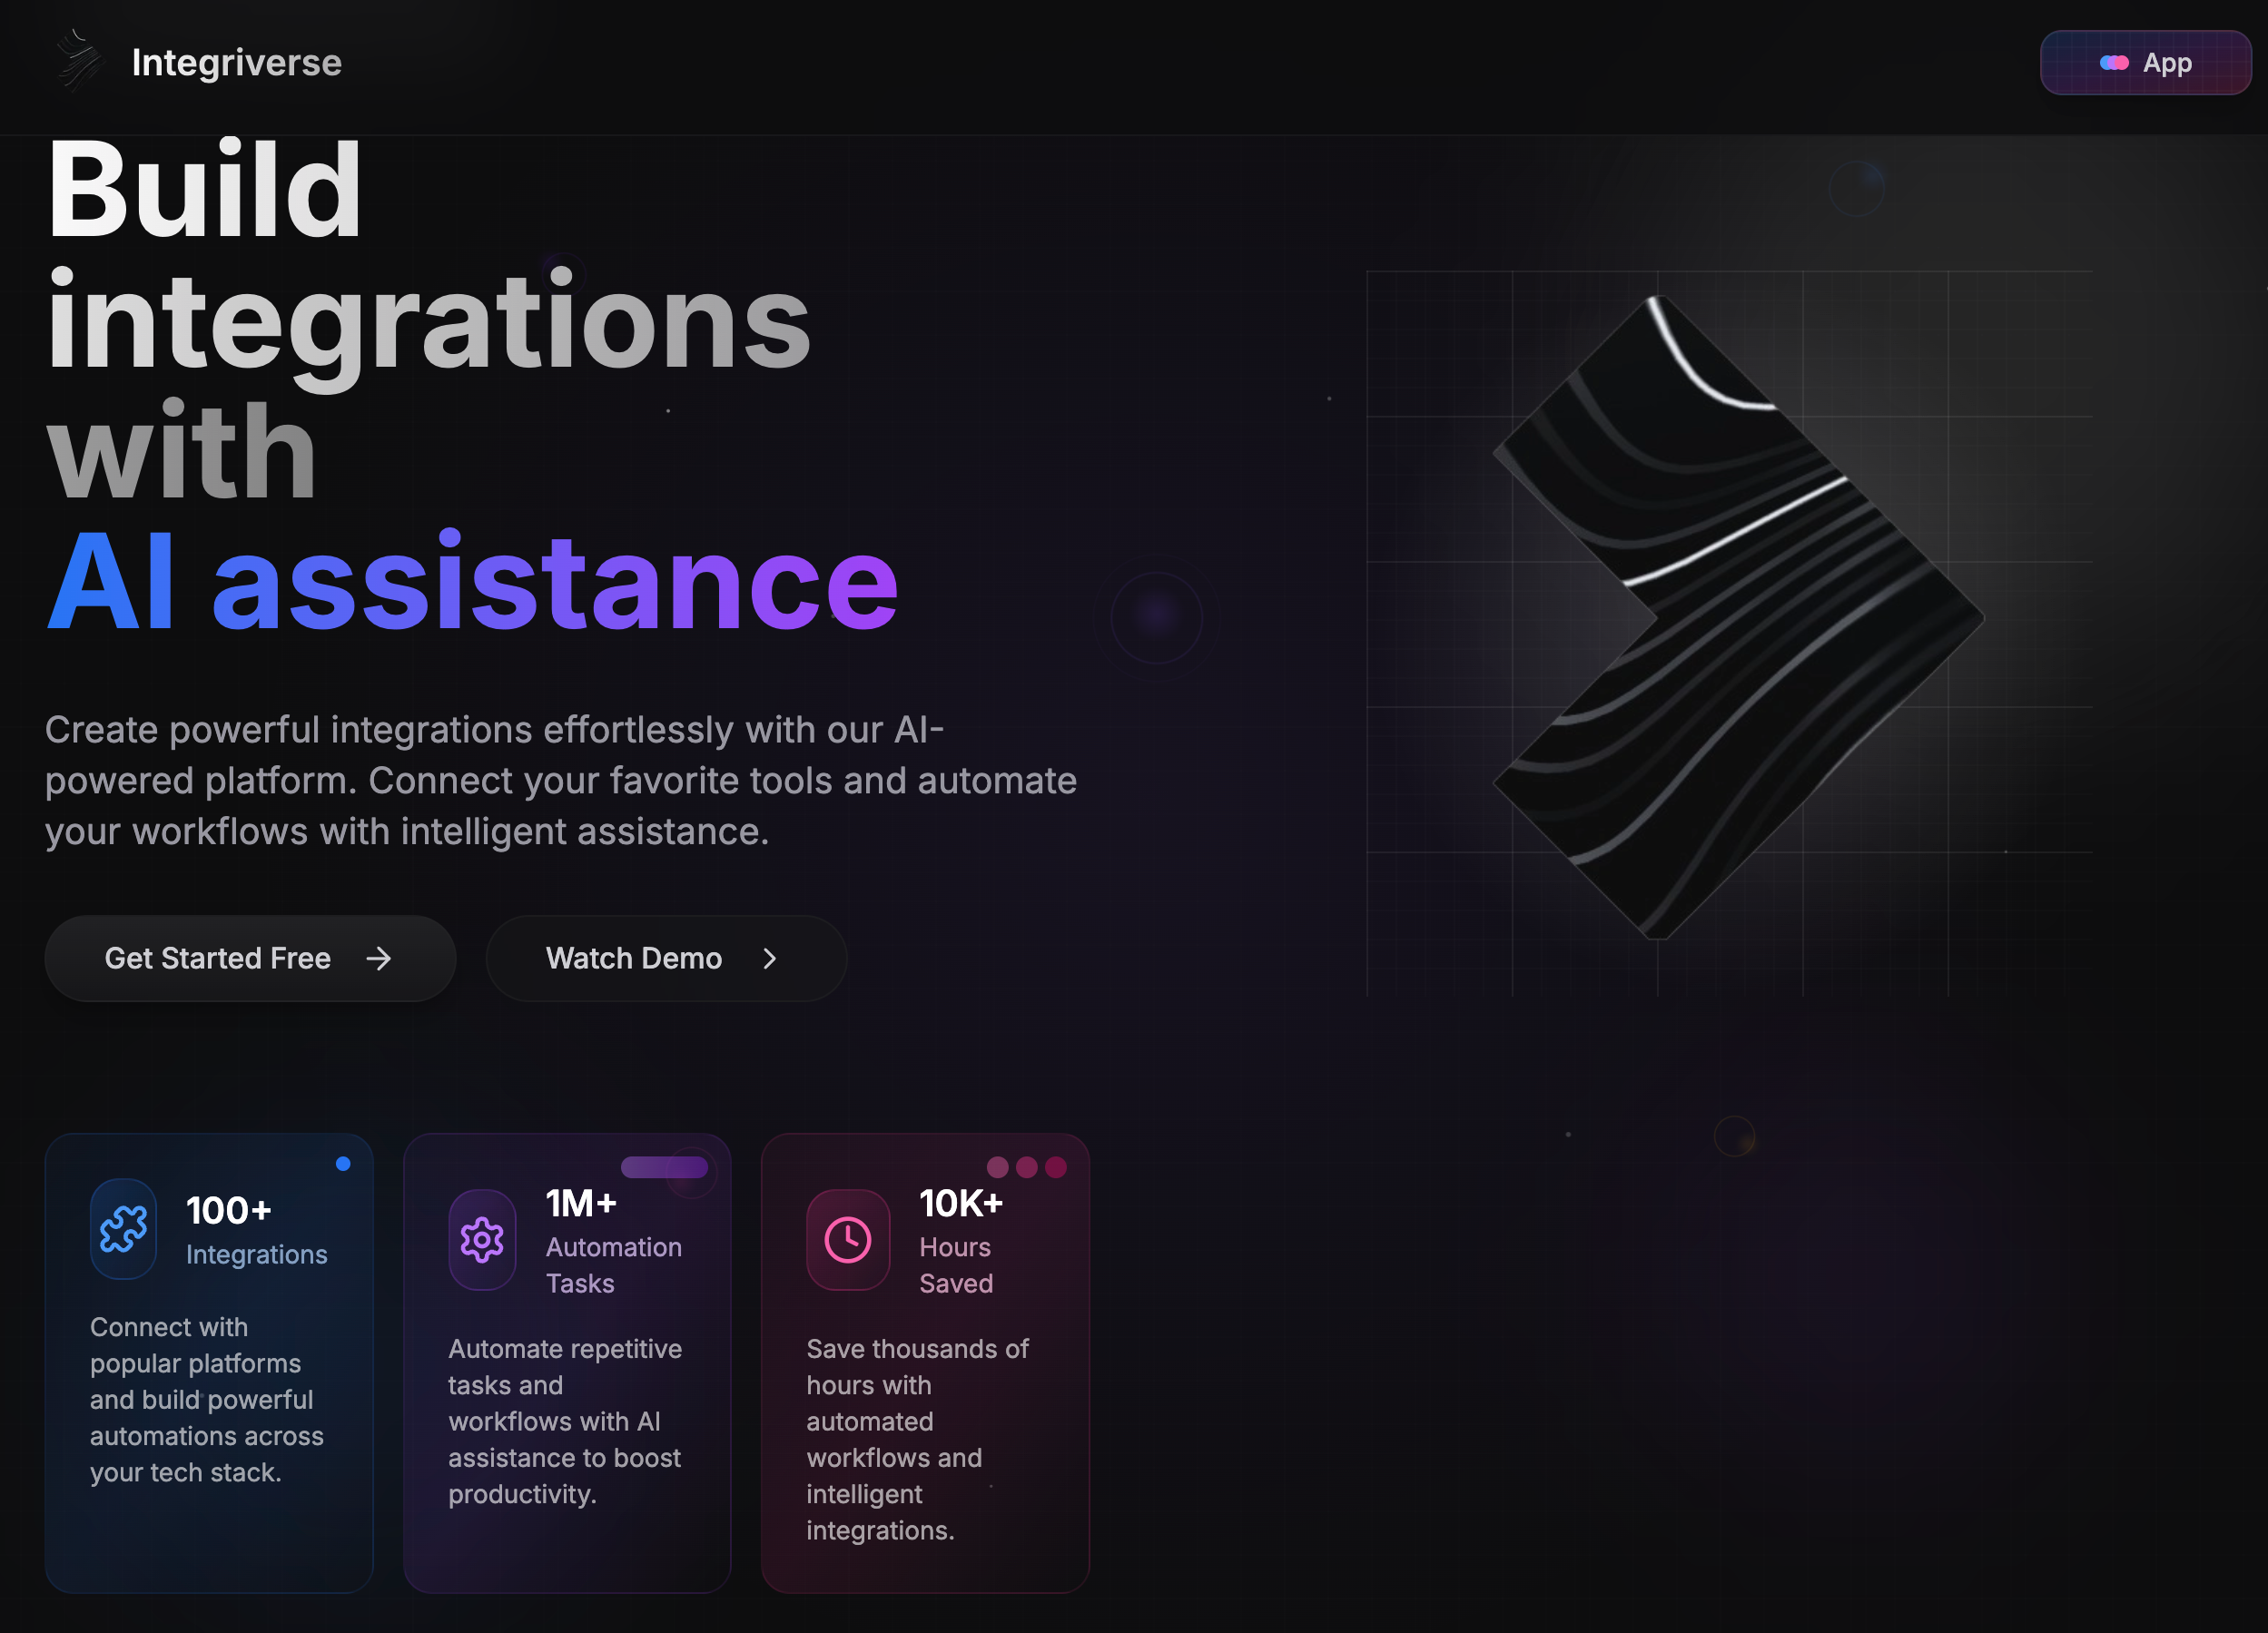 Integriverse
App
Build
integrations
with
AI assistance
Create powerful integrations effortlessly with our AI-
powered platform. Connect your favorite tools and automate
your workflows with intelligent assistance.
Get Started Free
Watch Demo
100+
Integrations
Connect with
popular platforms
and build powerful
automations across
your tech stack.
1M+
Automation
Tasks
Automate repetitive
tasks and
workflows with AI
assistance to boost
productivity.
10K+
Hours
Saved
Save thousands of
hours with
automated
workflows and
intelligent
integrations.